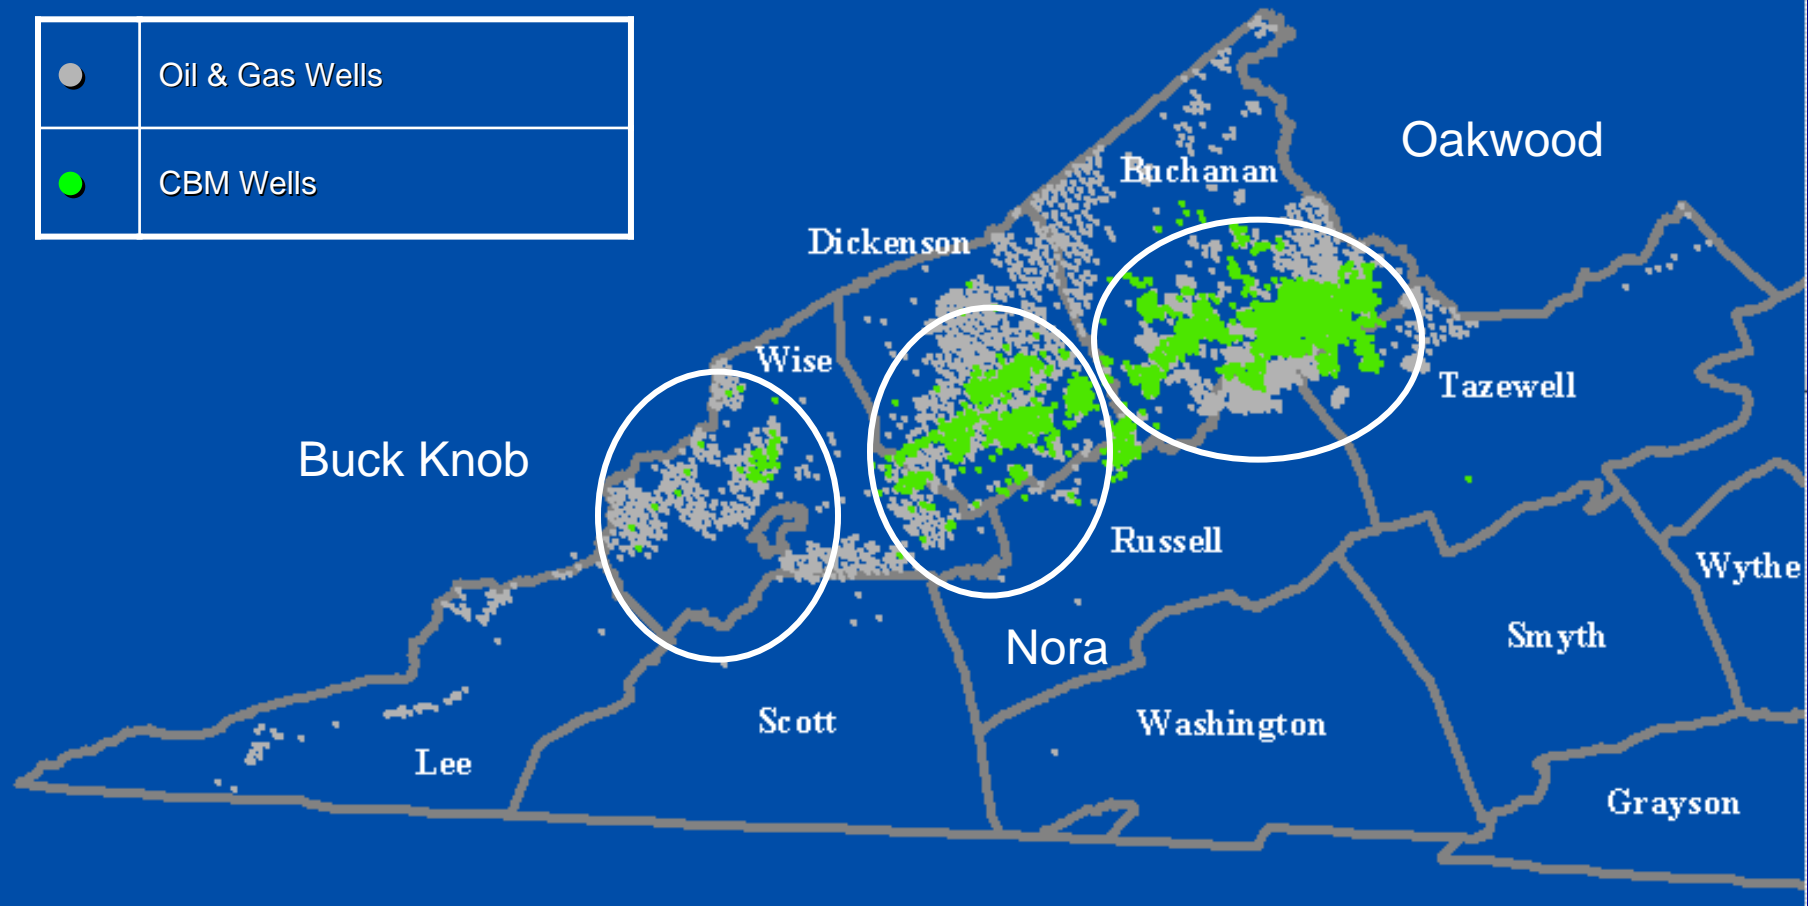 Oil & Gas Wells
CBM Wells
Oakwood
Buchanan
Dickenson
Wise
Tazewell
Buck Knob
Russell
Wythe
Nora
Smyth
Scott
Washington
Lee
Grayson